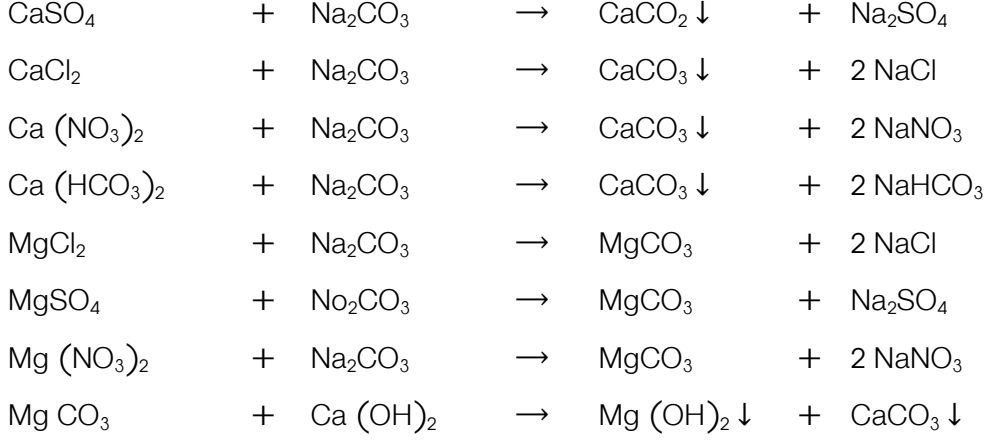 CaSO₄ + Na₂CO₃ → CaCO₂ ↓ + Na₂SO₄
CaCl₂ + Na₂CO₃ → CaCO₃ ↓ + 2 NaCl
Ca (NO₃)₂ + Na₂CO₃ → CaCO₃ ↓ + 2 NaNO₃
Ca (HCO₃)₂ + Na₂CO₃ → CaCO₃ ↓ + 2 NaHCO₃
MgCl₂ + Na₂CO₃ → MgCO₃ + 2 NaCl
MgSO₄ + No₂CO₃ → MgCO₃ + Na₂SO₄
Mg (NO₃)₂ + Na₂CO₃ → MgCO₃ + 2 NaNO₃
Mg CO₃ + Ca (OH)₂ → Mg (OH)₂ ↓ + CaCO₃ ↓